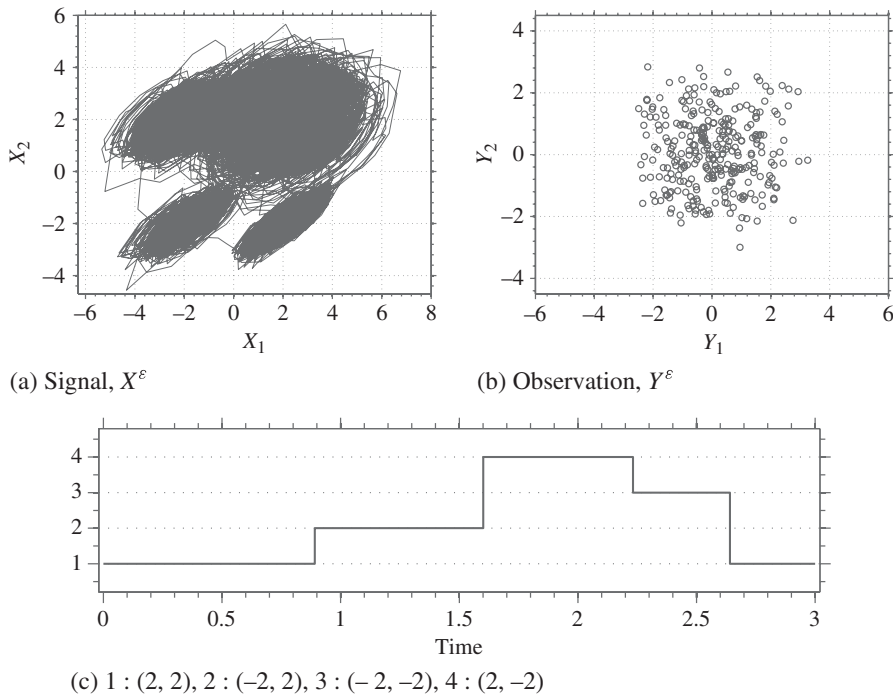 6
4
2
0
–2
–4
X2
–6 –4 –2 0 2 4 6 8
X1
(a) Signal, Xε
4
2
0
–2
–4
Y2
–6 –4 –2 0 2 4 6
Y1
(b) Observation, Yε
4
3
2
1
0 0.5 1 1.5 2 2.5 3
Time
(c) 1 : (2, 2), 2 : (–2, 2), 3 : (– 2, –2), 4 : (2, –2)